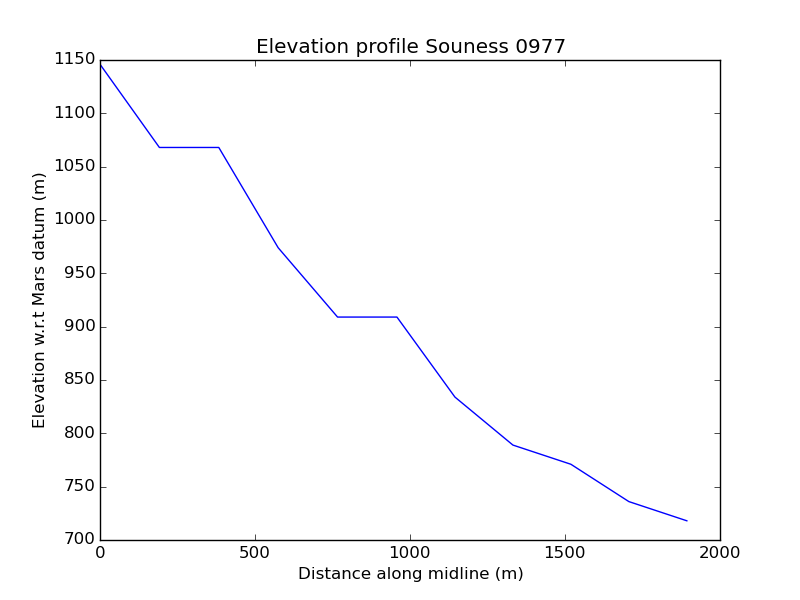 Elevation profile Souness 0977
1150
1100
1050
1000
950
900
850
800
750
700
Elevation w.r.t Mars datum (m)
0 500 1000 1500 2000
Distance along midline (m)